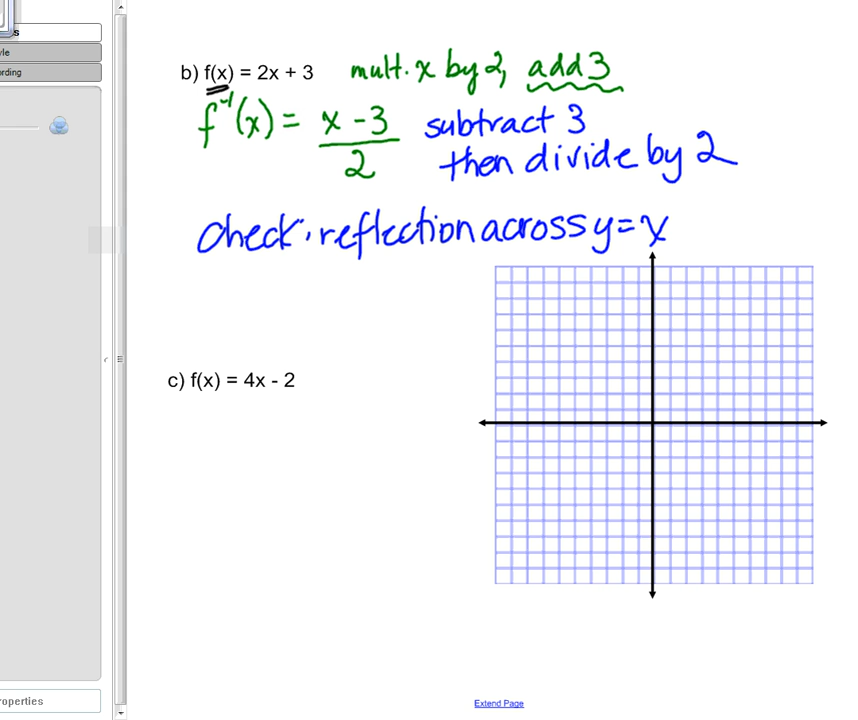 s
yle
ording
b) f(x) = 2x + 3 mult. x by 2, add 3
f⁻¹(x) = x - 3 / 2 subtract 3
then divide by 2
check: reflection across y = x
c) f(x) = 4x - 2
roperties
Extend Page